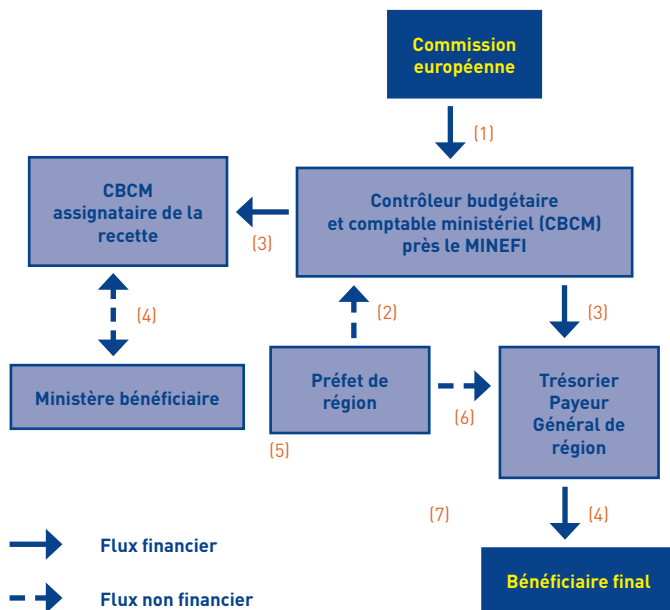 Commission
européenne
(1)
CBCM
assignataire de la
recette
Contrôleur budgétaire
et comptable ministériel (CBCM)
près le MINEFI
(3)
(4)
(2)
(3)
Ministère bénéficiaire
Préfet de
région
(6)
Trésorier
Payeur
Général de
région
(5)
(7)
(4)
Flux financier
Bénéficiaire final
Flux non financier